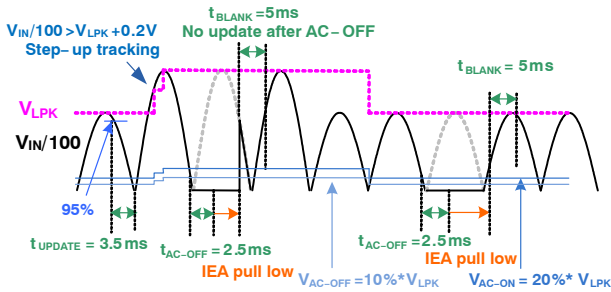 V_IN/100 >V_LPK +0.2V
Step-up tracking
t_BLANK =5ms
No update after AC-OFF
t_BLANK = 5ms
V_LPK
V_IN/100
95%
t_UPDATE = 3.5ms
t_AC-OFF = 2.5ms
IEA pull low
t_AC-OFF = 2.5ms
IEA pull low
V_AC-OFF =10%* V_LPK
V_AC-ON = 20%* V_LPK